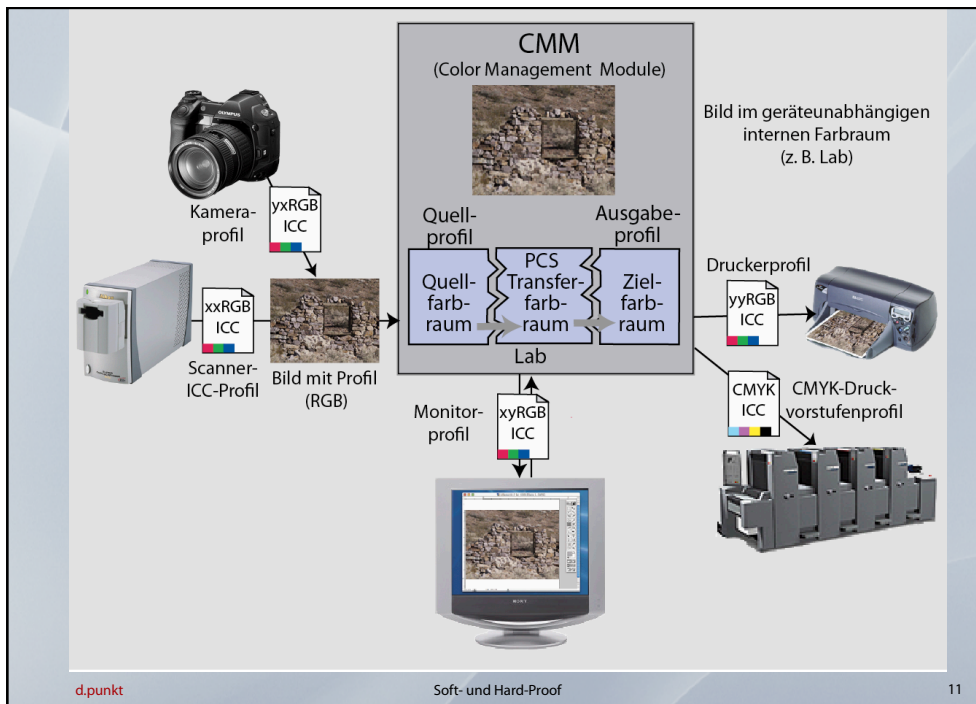 CMM
(Color Management Module)
Bild im geräteunabhängigen
internen Farbraum
(z. B. Lab)
OLYMPUS
Kamera-
profil
yxRGB
ICC
Quell-
profil
Ausgabe-
profil
Quell-
farb-
raum
PCS
Transfer-
farb-
raum
Ziel-
farb-
raum
Lab
xxRGB
ICC
Scanner-
ICC-Profil
Bild mit Profil
(RGB)
Druckerprofil
yyRGB
ICC
Monitor-
profil
xyRGB
ICC
CMYK
ICC
CMYK-Druck-
vorstufenprofil
SONY
d.punkt
Soft- und Hard-Proof
11